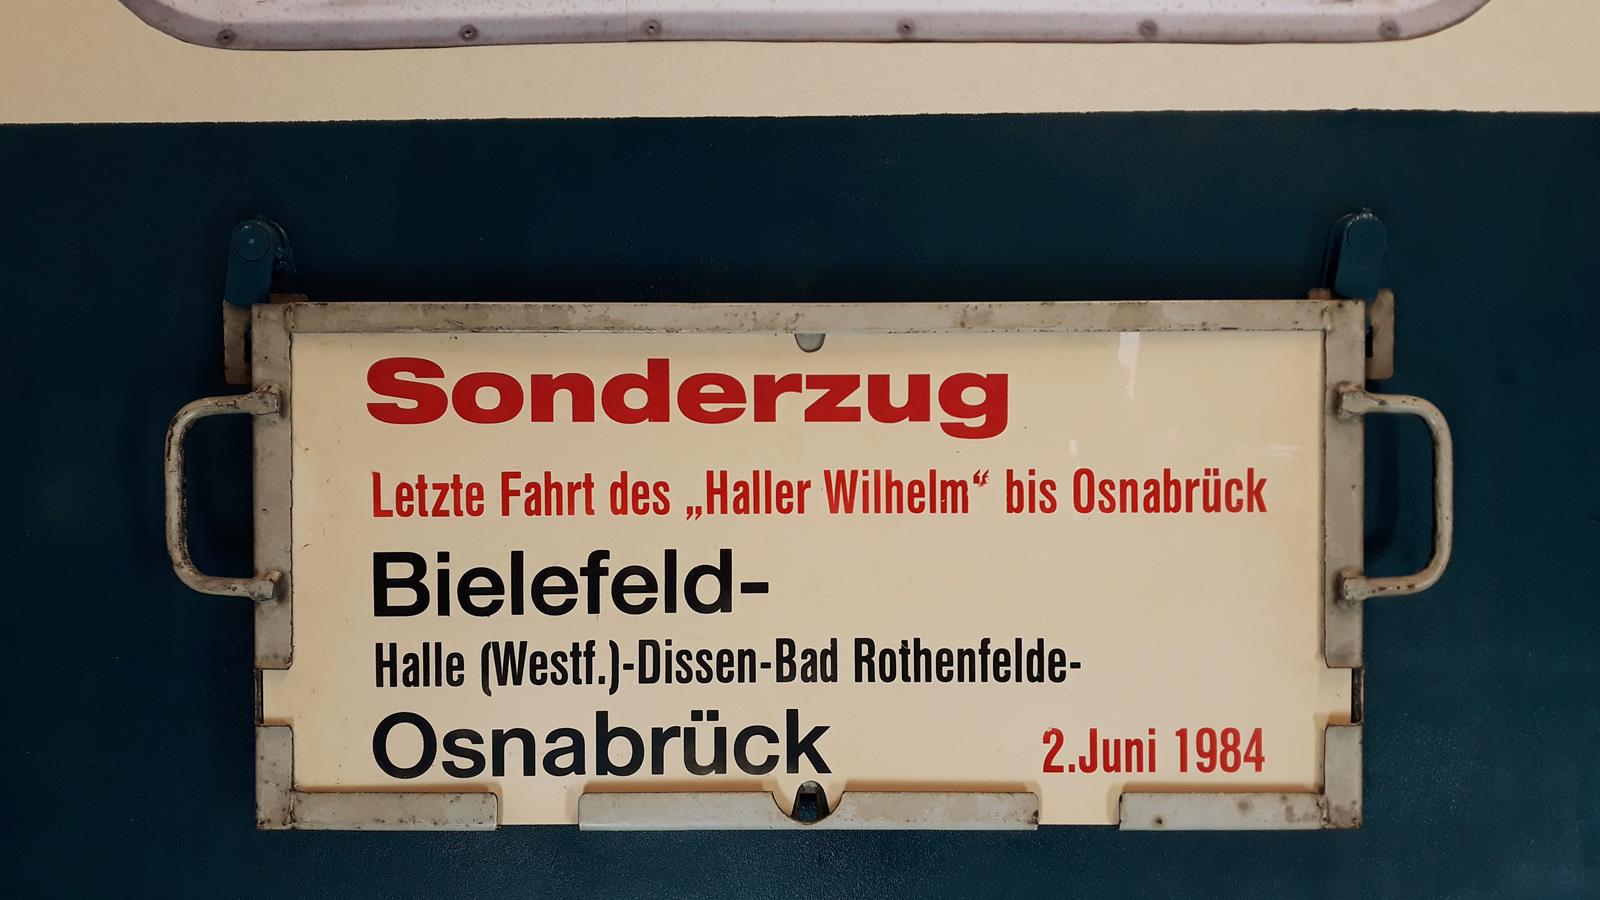 Sonderzug
Letzte Fahrt des „Haller Wilhelm“ bis Osnabrück
Bielefeld-
Halle (Westf.)-Dissen-Bad Rothenfelde-
Osnabrück 2.Juni 1984